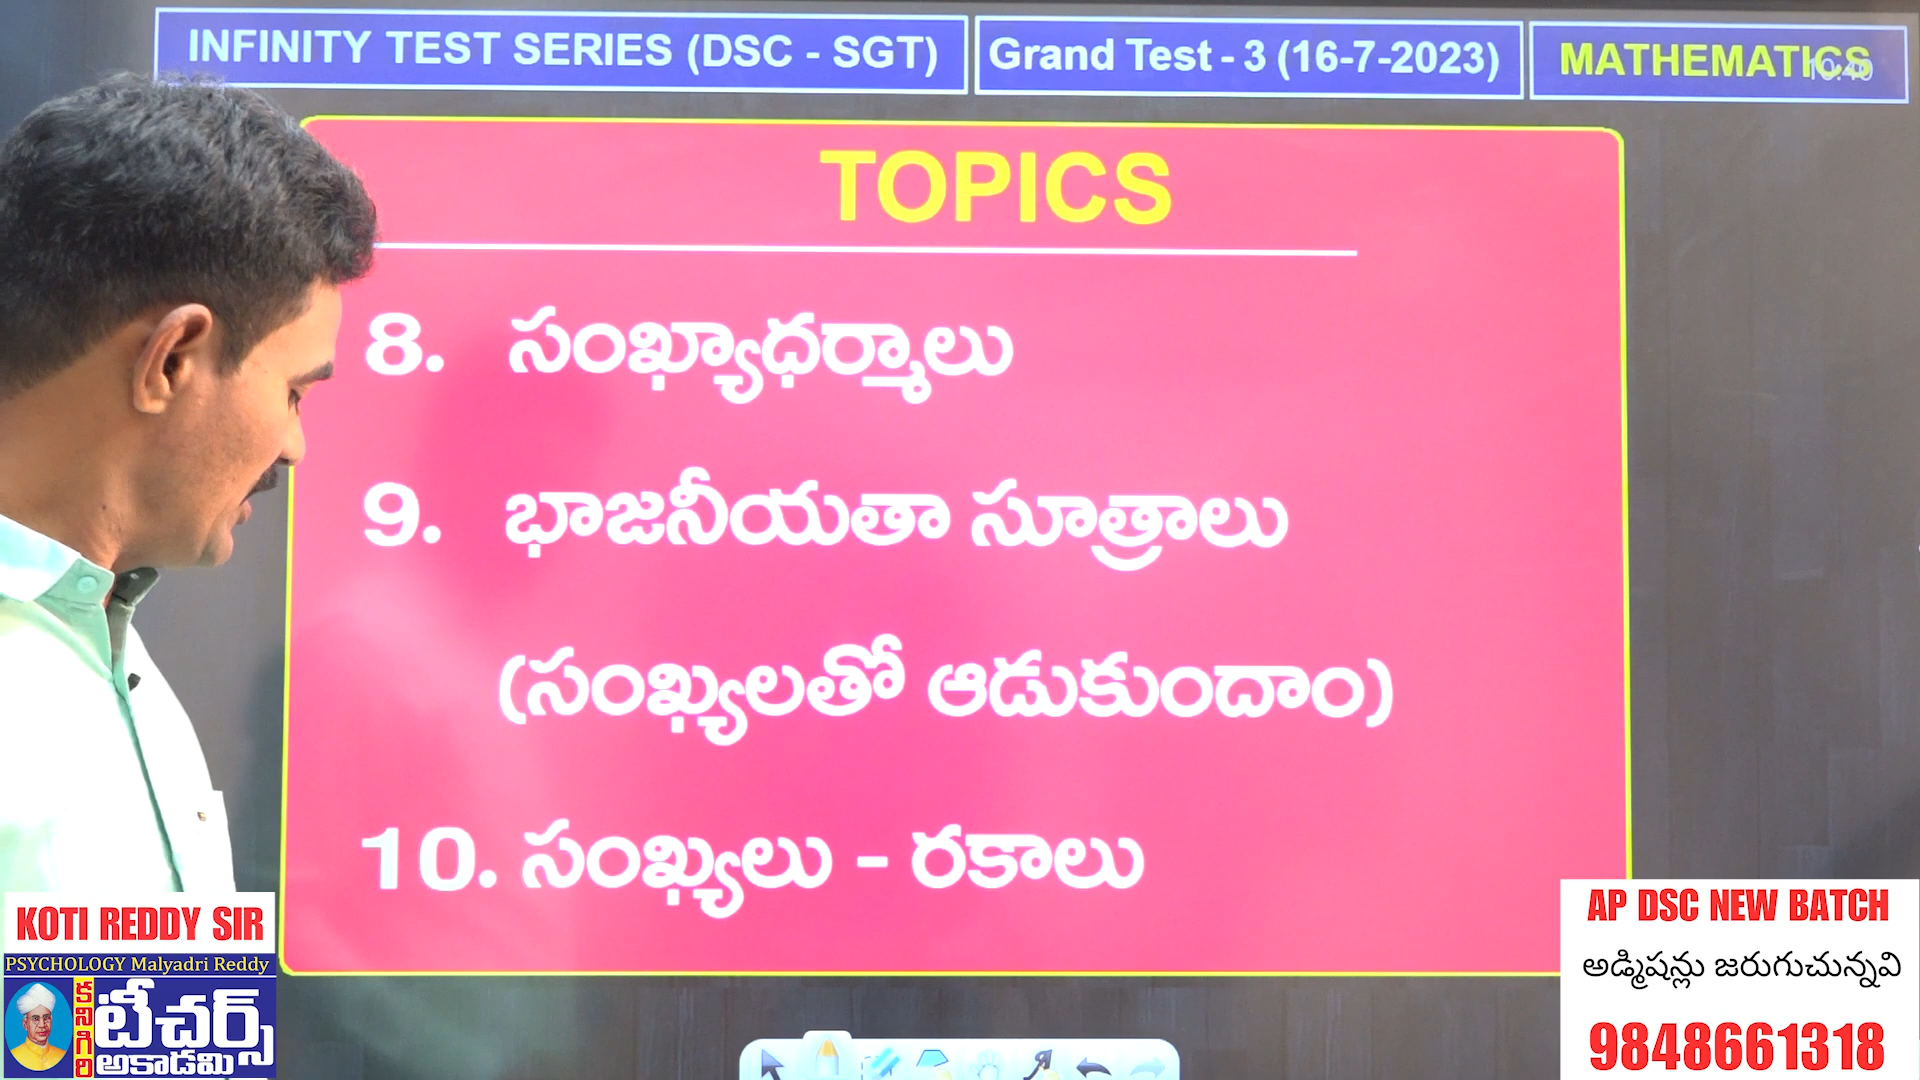 INFINITY TEST SERIES (DSC - SGT)
Grand Test - 3 (16-7-2023)
MATHEMATICS
TOPICS
8. సంఖ్యాధర్మాలు
9. భాజనీయతా సూత్రాలు
(సంఖ్యలతో ఆడుకుందాం)
10. సంఖ్యలు - రకాలు
KOTI REDDY SIR
PSYCHOLOGY Malyadri Reddy
కనిగిరి
టీచర్స్
అకాడమి
AP DSC NEW BATCH
అడ్మిషన్లు జరుగుచున్నవి
9848661318